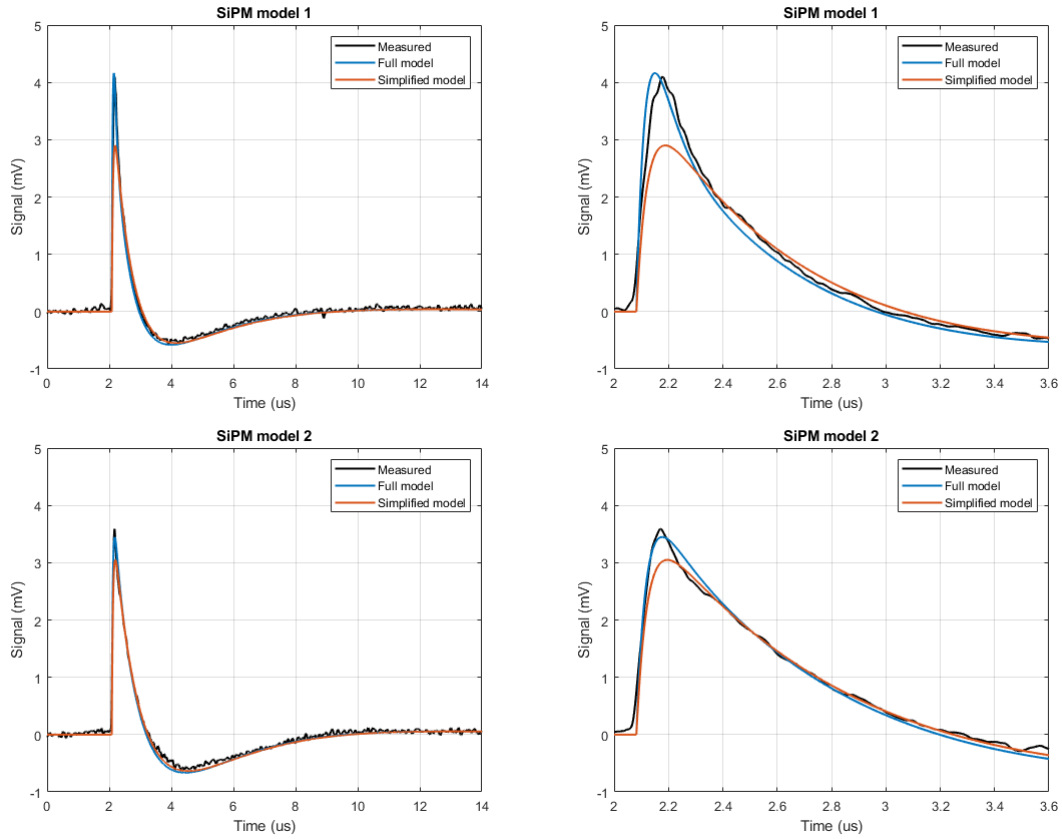 SiPM model 1
5
4
3
2
1
0
-1
Signal (mV)
Measured
Full model
Simplified model
0 2 4 6 8 10 12 14
Time (us)
SiPM model 1
5
4
3
2
1
0
-1
Signal (mV)
Measured
Full model
Simplified model
2 2.2 2.4 2.6 2.8 3 3.2 3.4 3.6
Time (us)
SiPM model 2
5
4
3
2
1
0
-1
Signal (mV)
Measured
Full model
Simplified model
0 2 4 6 8 10 12 14
Time (us)
SiPM model 2
5
4
3
2
1
0
-1
Signal (mV)
Measured
Full model
Simplified model
2 2.2 2.4 2.6 2.8 3 3.2 3.4 3.6
Time (us)